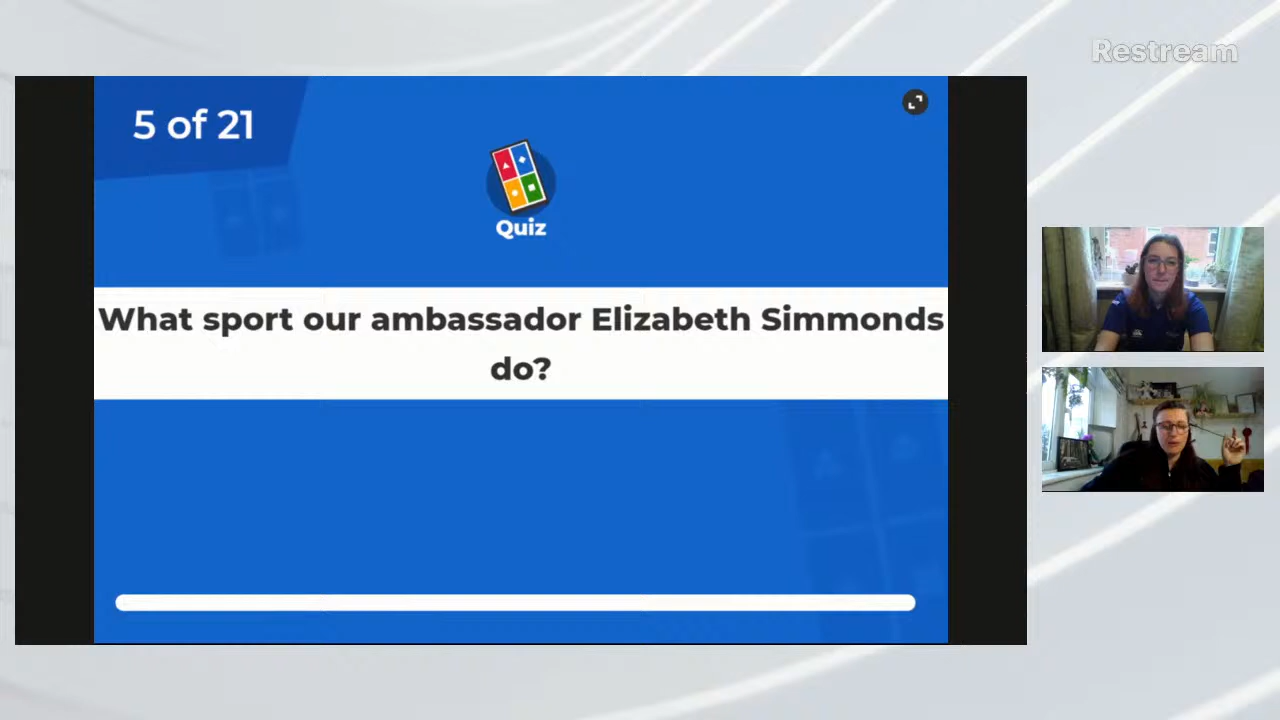 Restream
5 of 21
Quiz
What sport our ambassador Elizabeth Simmonds
do?